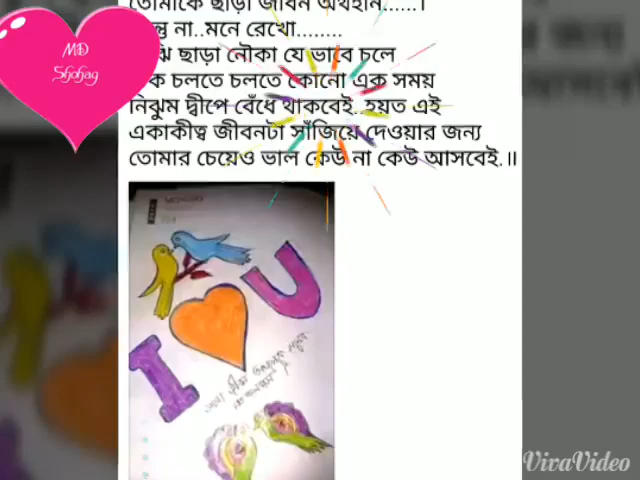 তোমাকে ছাড়া জীবন অর্থহীন......।
না..মনে রেখো........
ছাড়া নৌকা যে ভাবে চলে
চলতে চলতে কোনো এক সময়
নিঝুম দ্বীপে বেঁধে থাকবেই..হয়ত এই
একাকীত্ব জীবনটা সাঁজিয়ে দেওয়ার জন্য
তোমার চেয়েও ভাল কেউ না কেউ আসবেই.॥
MD
Shohag
I U
VivaVideo